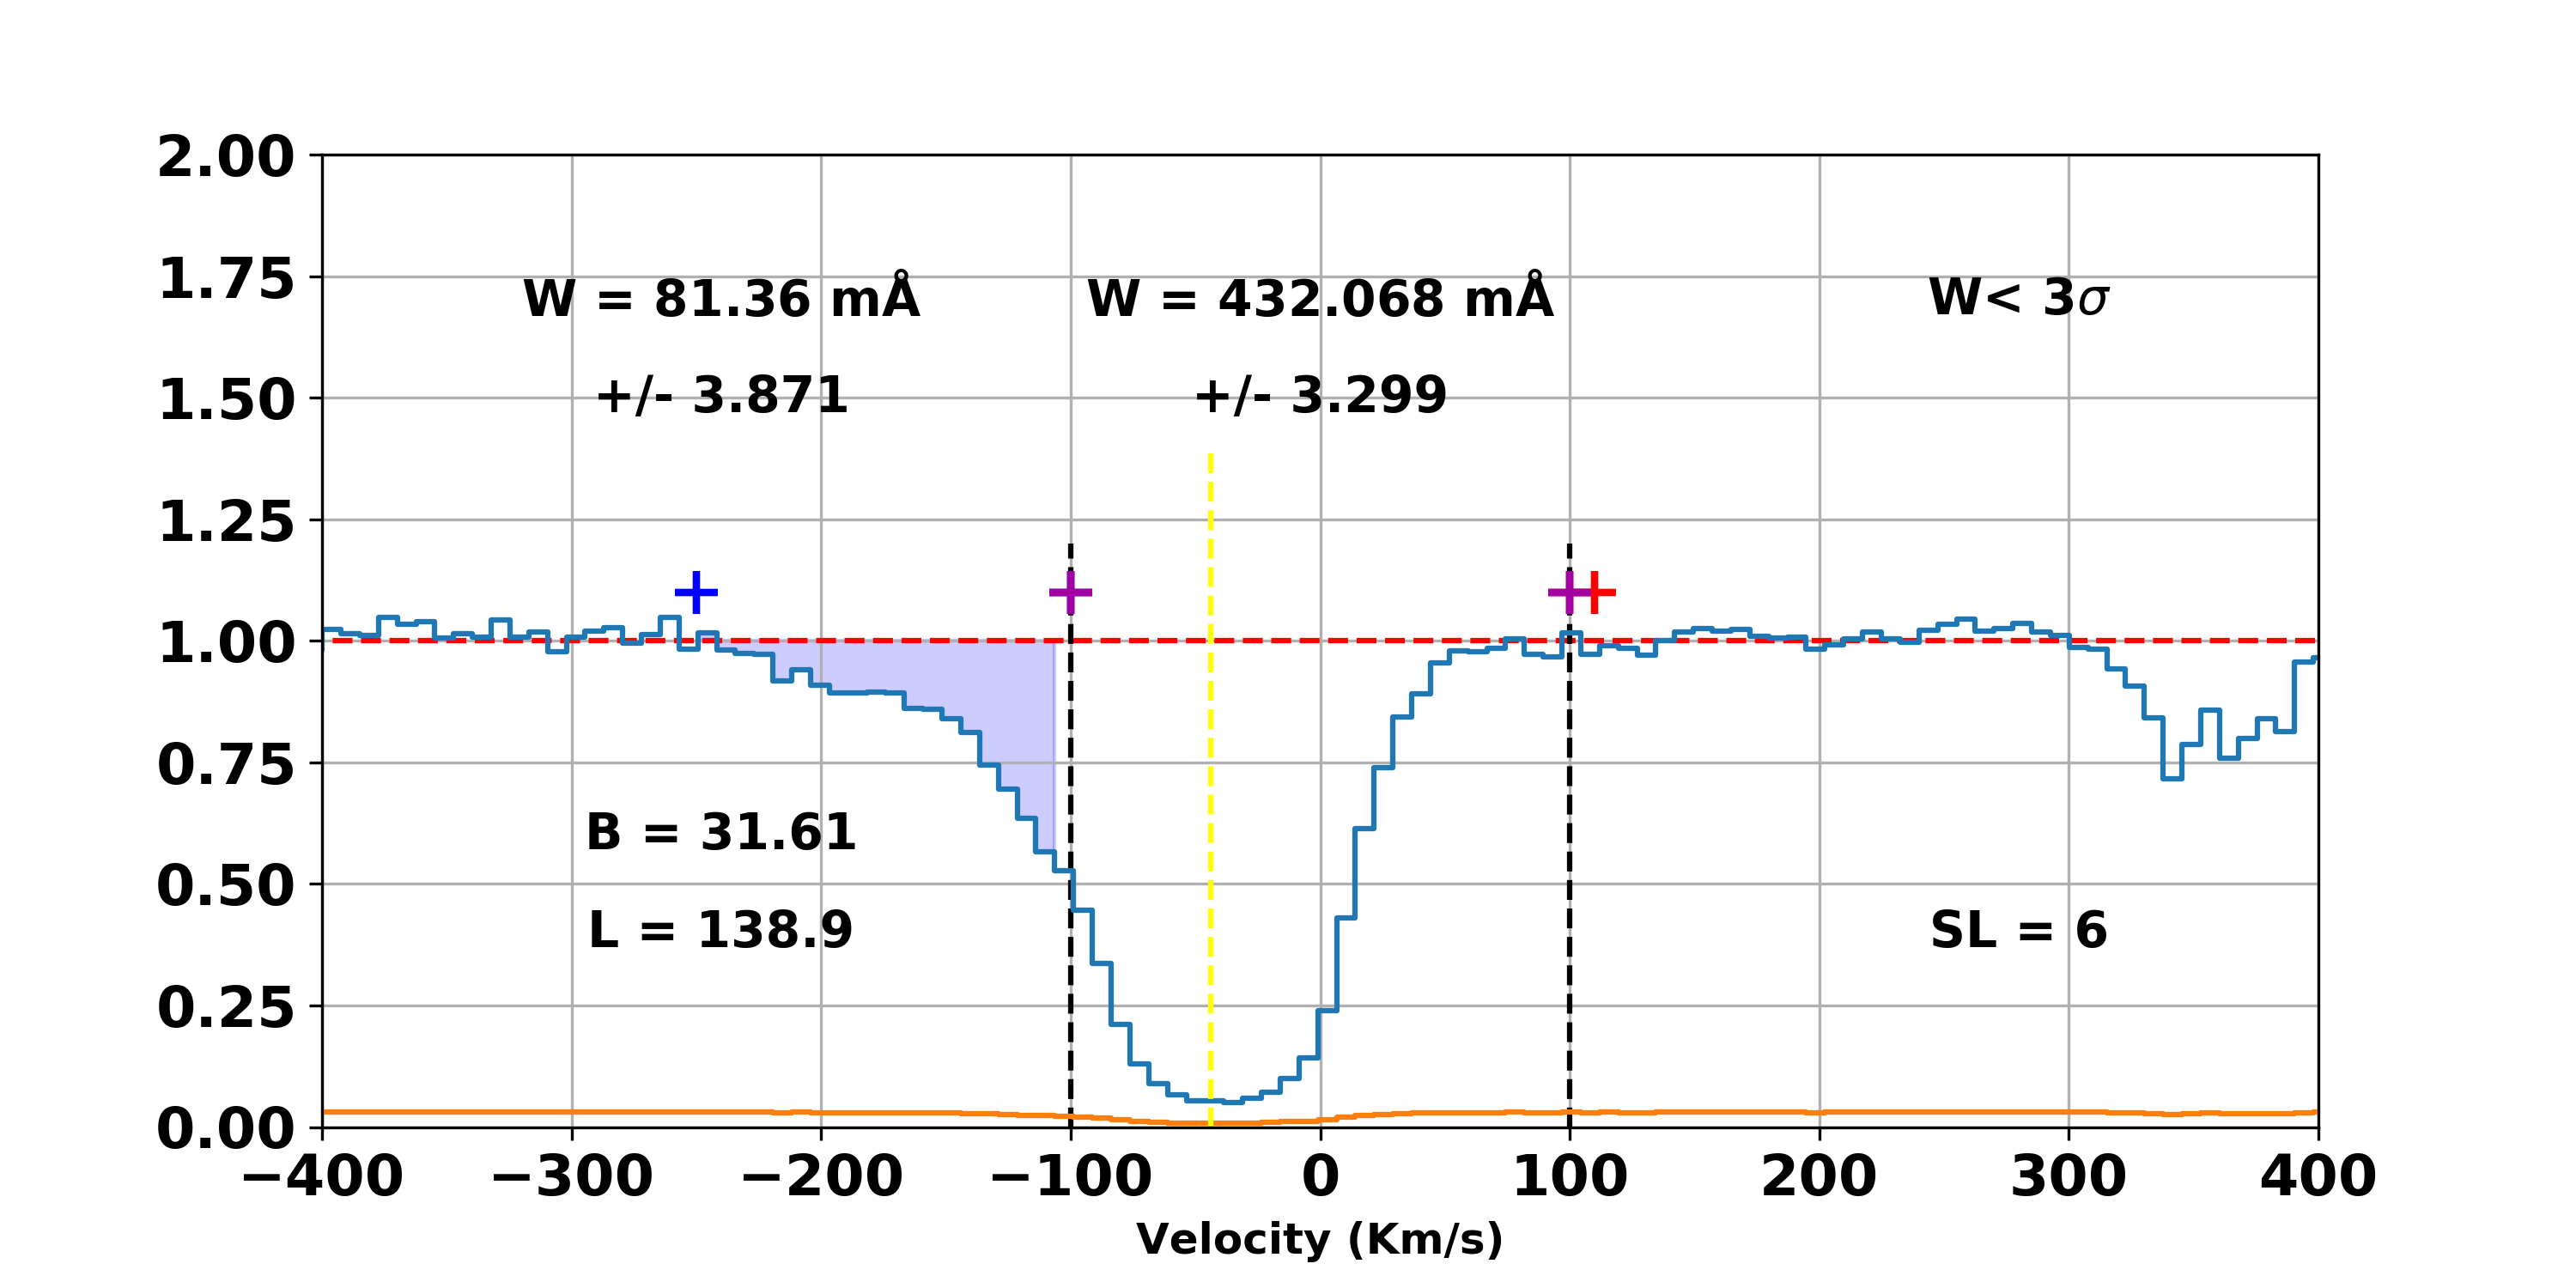 2.00
1.75
1.50
1.25
1.00
0.75
0.50
0.25
0.00
W = 81.36 mÅ
+/- 3.871
W = 432.068 mÅ
+/- 3.299
W< 3σ
B = 31.61
L = 138.9
SL = 6
−400 −300 −200 −100 0 100 200 300 400
Velocity (Km/s)